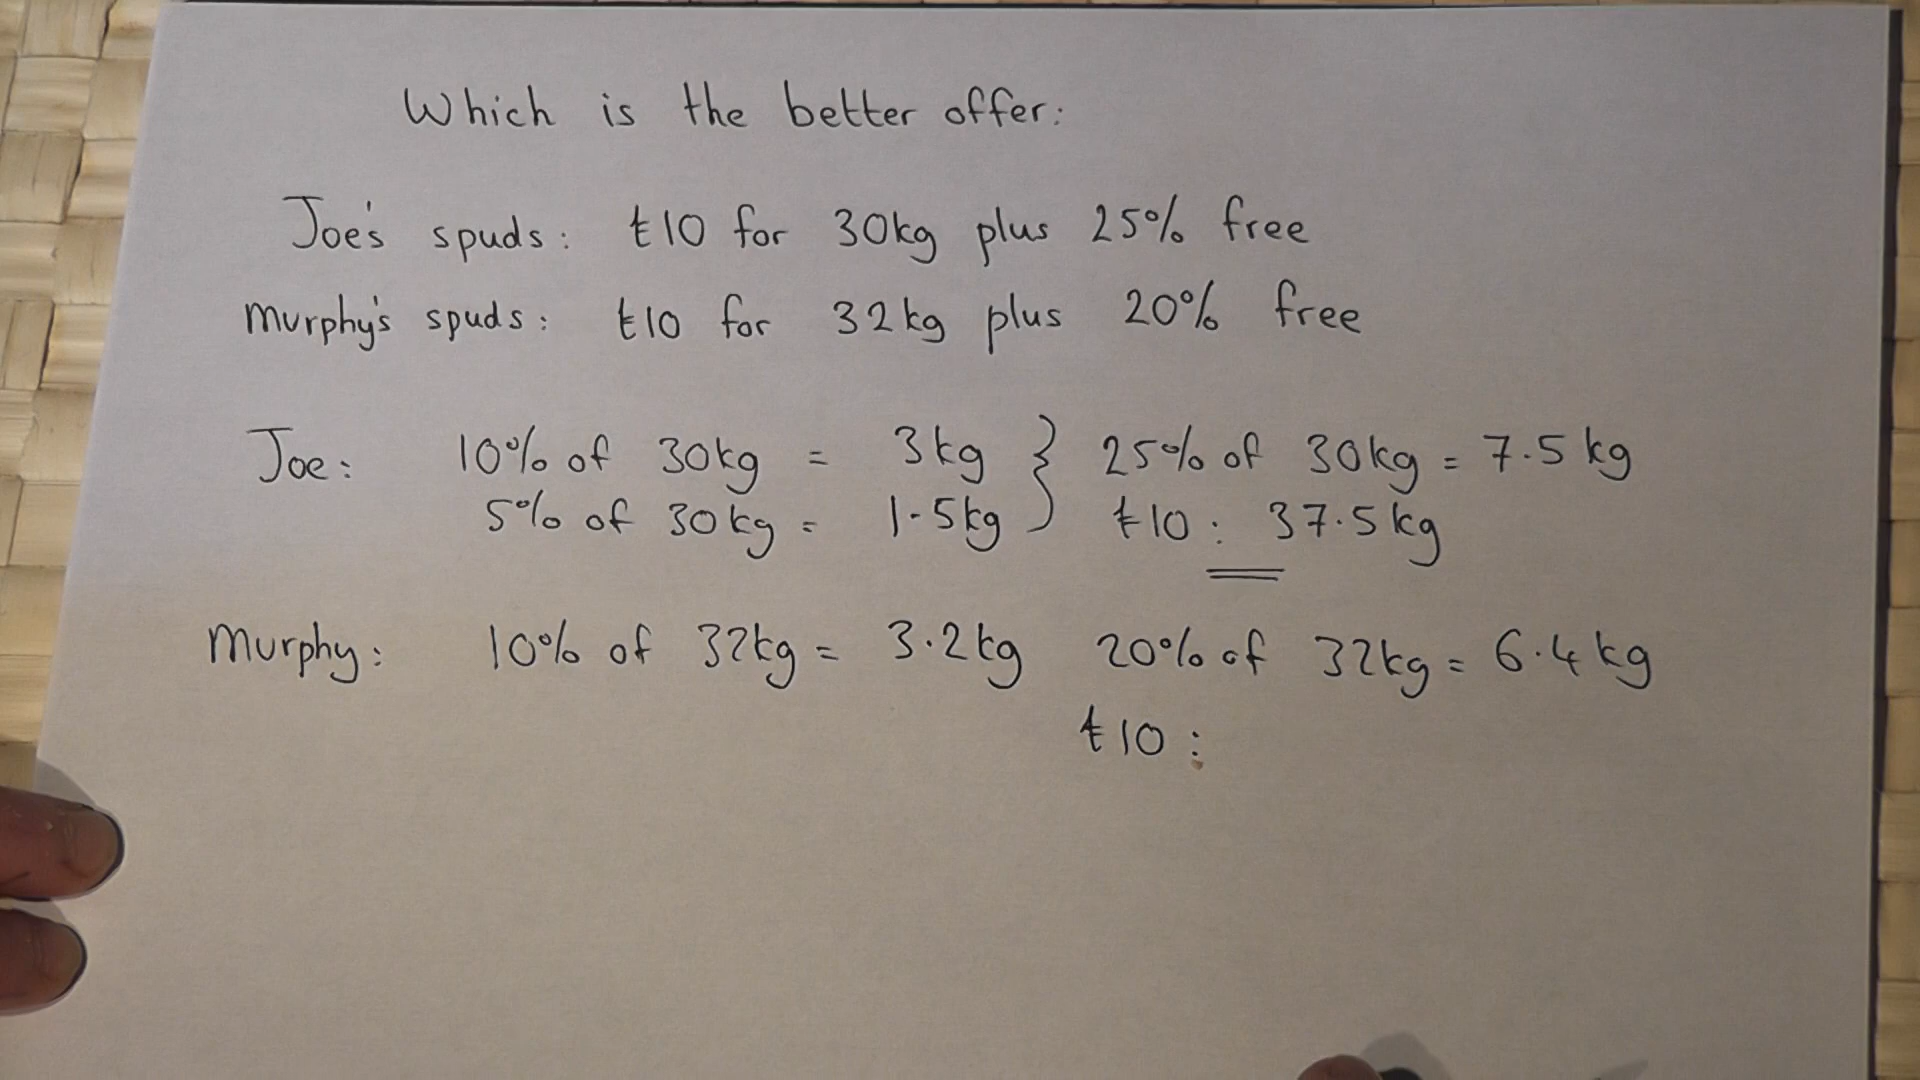 Which is the better offer:
Joe's spuds: £10 for 30kg plus 25% free
Murphy's spuds: £10 for 32kg plus 20% free
Joe: 10% of 30kg = 3kg } 25% of 30kg = 7.5kg
5% of 30kg = 1.5kg £10: 37.5kg
Murphy: 10% of 32kg = 3.2kg 20% of 32kg = 6.4kg
£10: